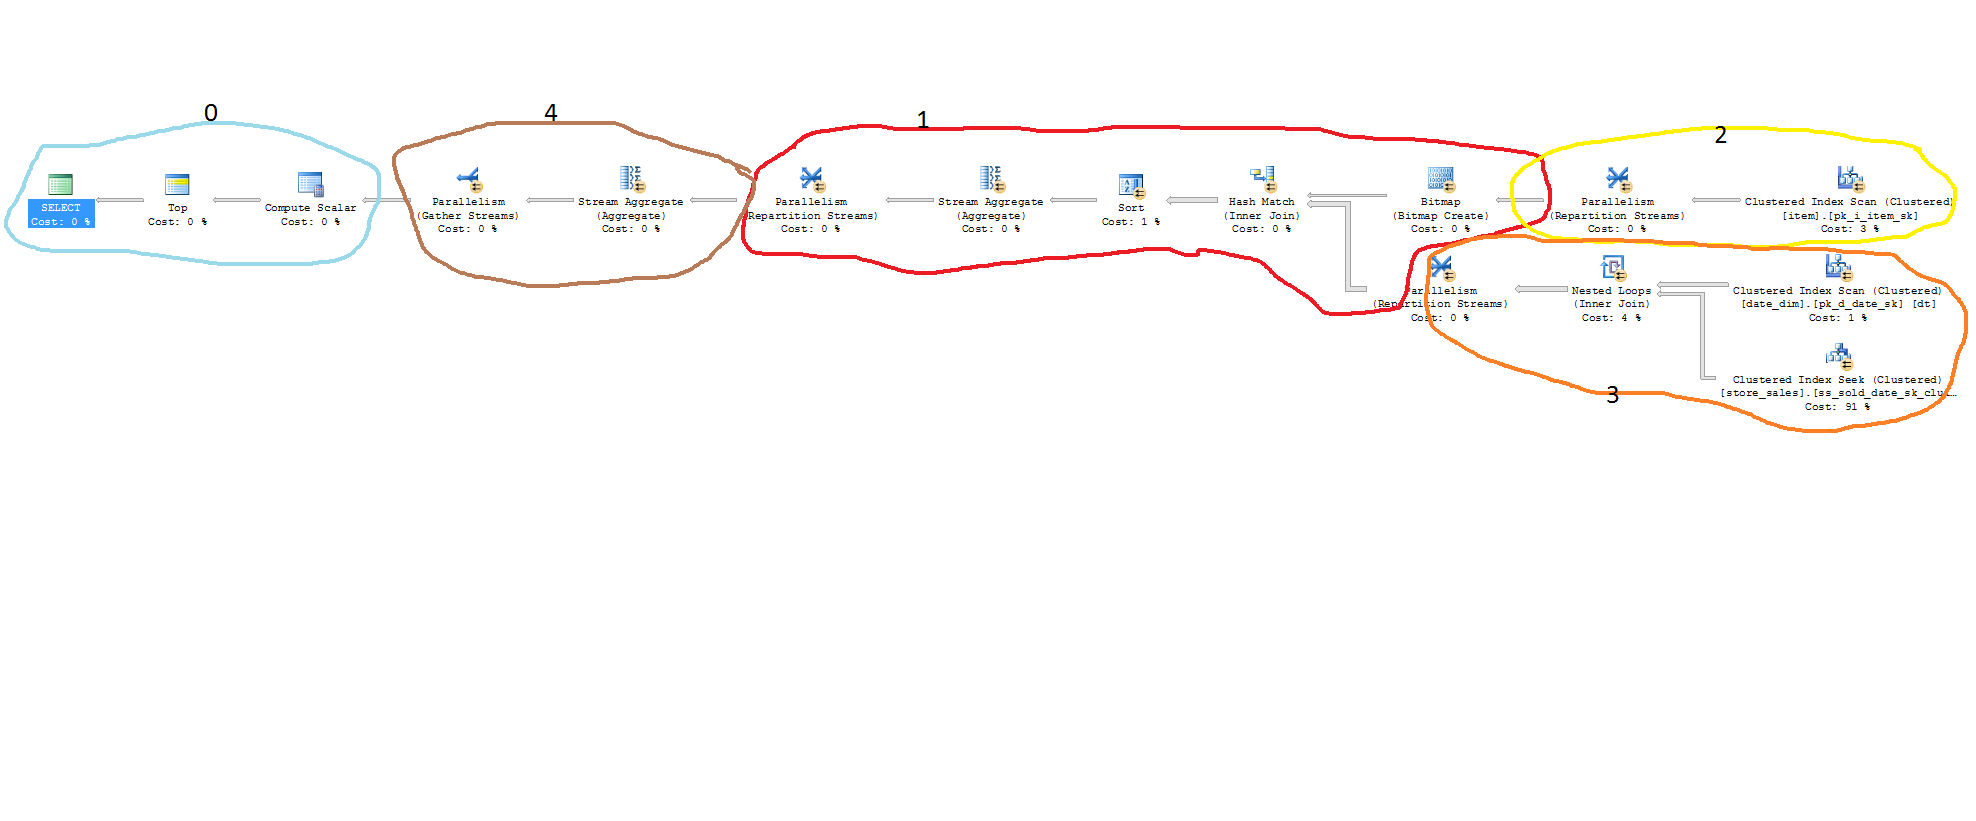 0
4
1
2
SELECT
Cost: 0 %
Top
Cost: 0 %
Compute Scalar
Cost: 0 %
Parallelism
(Gather Streams)
Cost: 0 %
Stream Aggregate
(Aggregate)
Cost: 0 %
Parallelism
(Repartition Streams)
Cost: 0 %
Stream Aggregate
(Aggregate)
Cost: 0 %
Sort
Cost: 1 %
Hash Match
(Inner Join)
Cost: 0 %
Bitmap
(Bitmap Create)
Cost: 0 %
Parallelism
(Repartition Streams)
Cost: 0 %
Clustered Index Scan (Clustered)
[item].[pk_i_item_sk]
Cost: 3 %
Parallelism
(Repartition Streams)
Cost: 0 %
Nested Loops
(Inner Join)
Cost: 4 %
Clustered Index Scan (Clustered)
[date_dim].[pk_d_date_sk] [dt]
Cost: 1 %
Clustered Index Seek (Clustered)
[store_sales].[ss_sold_date_sk_clu…
Cost: 91 %
3